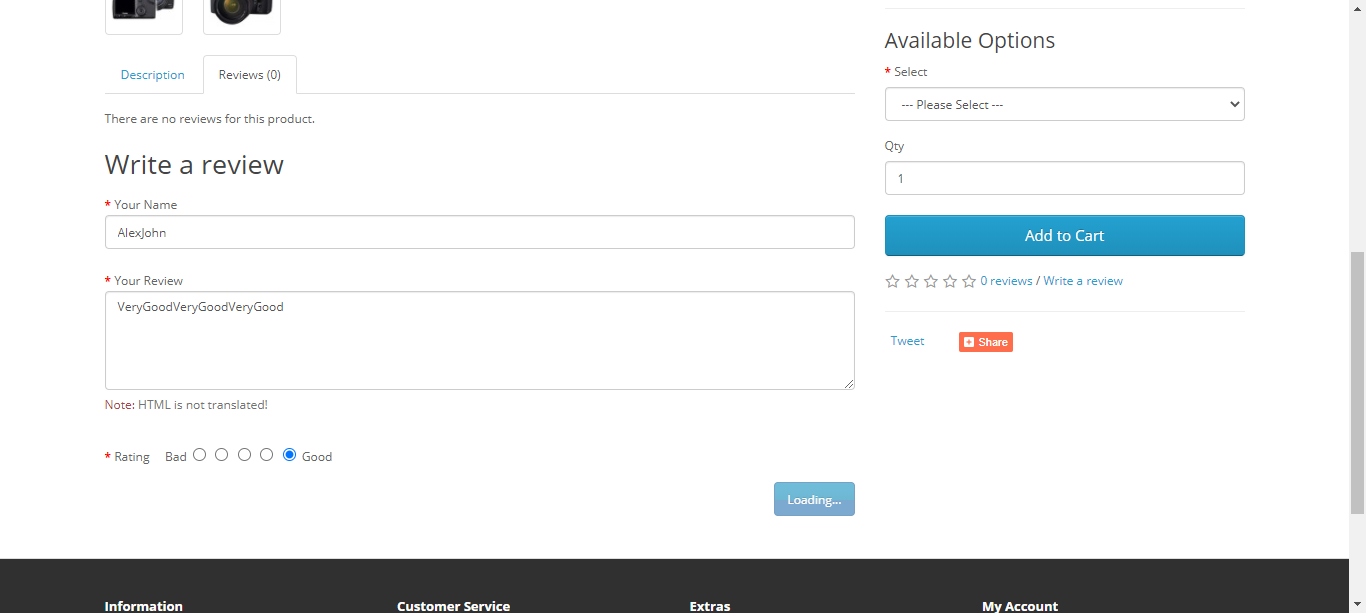 Description
Reviews (0)
There are no reviews for this product.
Write a review
* Your Name
AlexJohn
* Your Review
VeryGoodVeryGoodVeryGood
Note: HTML is not translated!
* Rating Bad Good
Loading...
Available Options
* Select
--- Please Select ---
Qty
1
Add to Cart
0 reviews / Write a review
Tweet
Share
Information
Customer Service
Extras
My Account